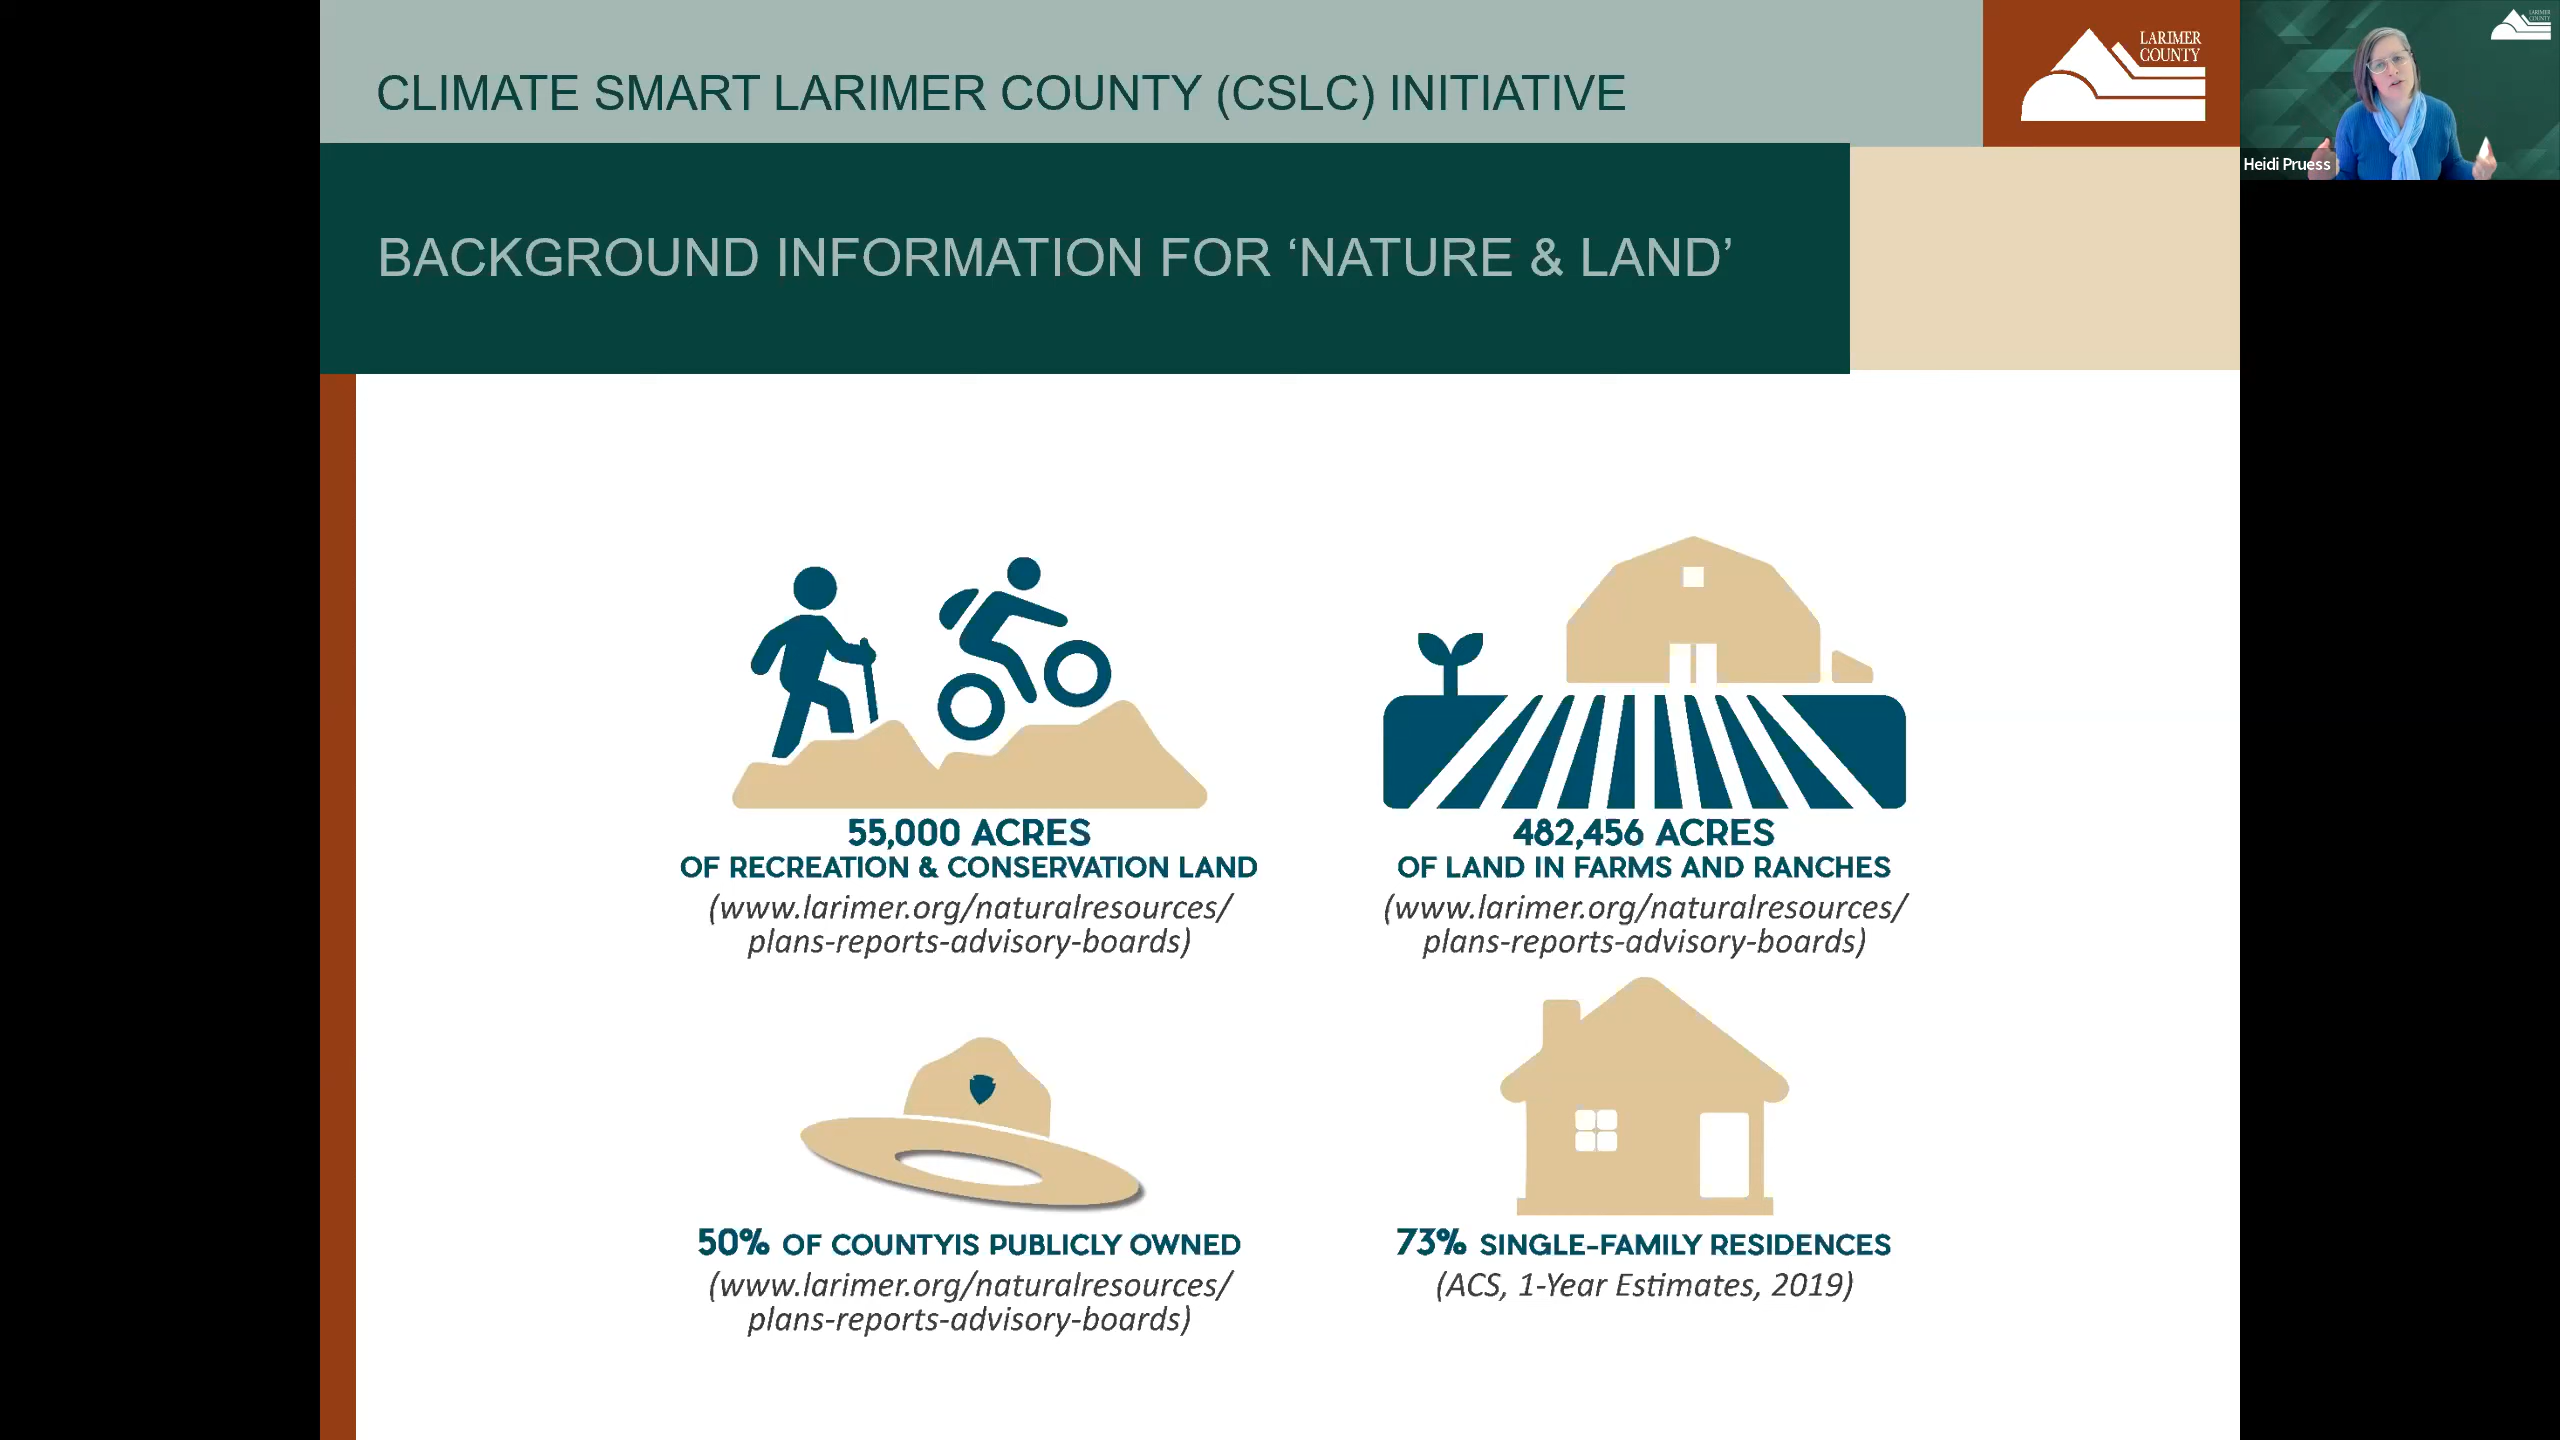 CLIMATE SMART LARIMER COUNTY (CSLC) INITIATIVE
LARIMER
COUNTY
LARIMER
COUNTY
Heidi Pruess
BACKGROUND INFORMATION FOR ‘NATURE & LAND’
55,000 ACRES
OF RECREATION & CONSERVATION LAND
(www.larimer.org/naturalresources/
plans-reports-advisory-boards)
482,456 ACRES
OF LAND IN FARMS AND RANCHES
(www.larimer.org/naturalresources/
plans-reports-advisory-boards)
50% OF COUNTYIS PUBLICLY OWNED
(www.larimer.org/naturalresources/
plans-reports-advisory-boards)
73% SINGLE-FAMILY RESIDENCES
(ACS, 1-Year Estimates, 2019)